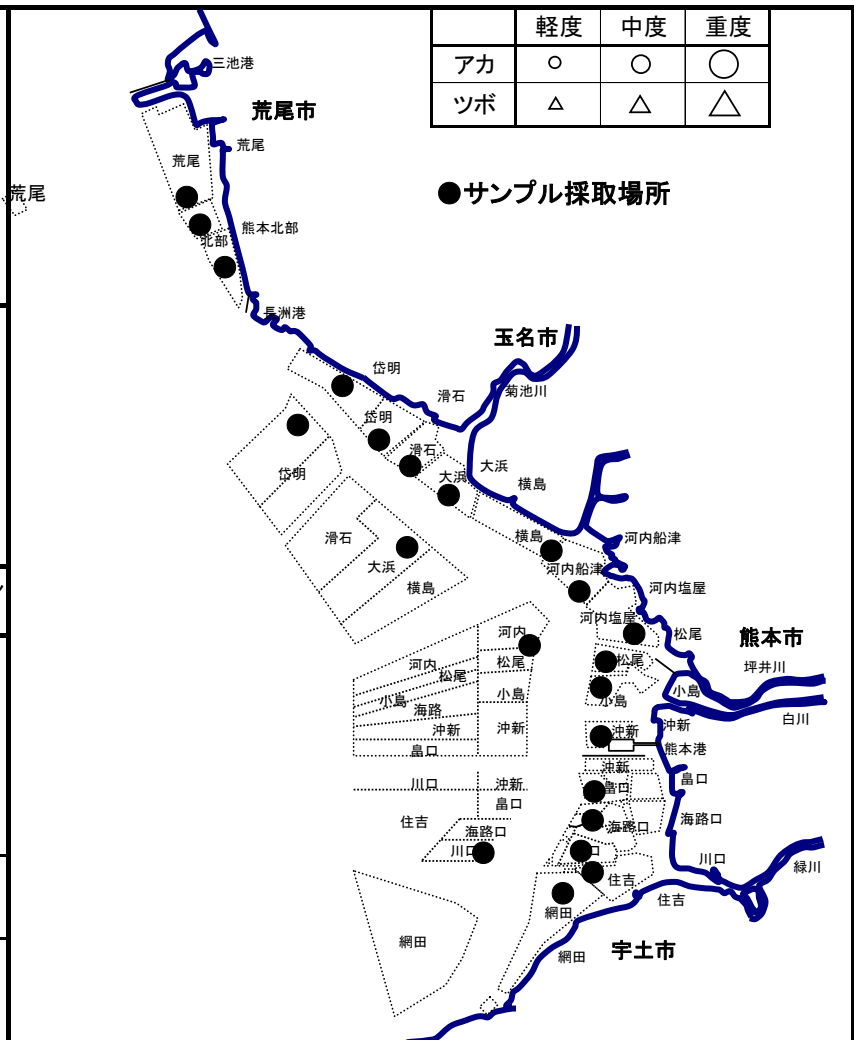 軽度 中度 重度
アカ
ツボ
三池港
荒尾市
荒尾
荒尾
荒尾
●サンプル採取場所
北部
熊本北部
長洲港
玉名市
岱明
滑石
菊池川
岱明
滑石
岱明
大浜
大浜
横島
滑石
横島
河内船津
大浜
河内船津
横島
河内塩屋
河内塩屋
河内
松尾
熊本市
河内
松尾
松尾
坪井川
松尾
小島
小島
小島
小島
海路
白川
沖新
沖新
沖新
沖新
熊本港
畠口
沖新
川口
沖新
畠口
畠口
畠口
住吉
海路口
海路口
海路口
川口
口
川口
緑川
住吉
住吉
網田
網田
宇土市
網田